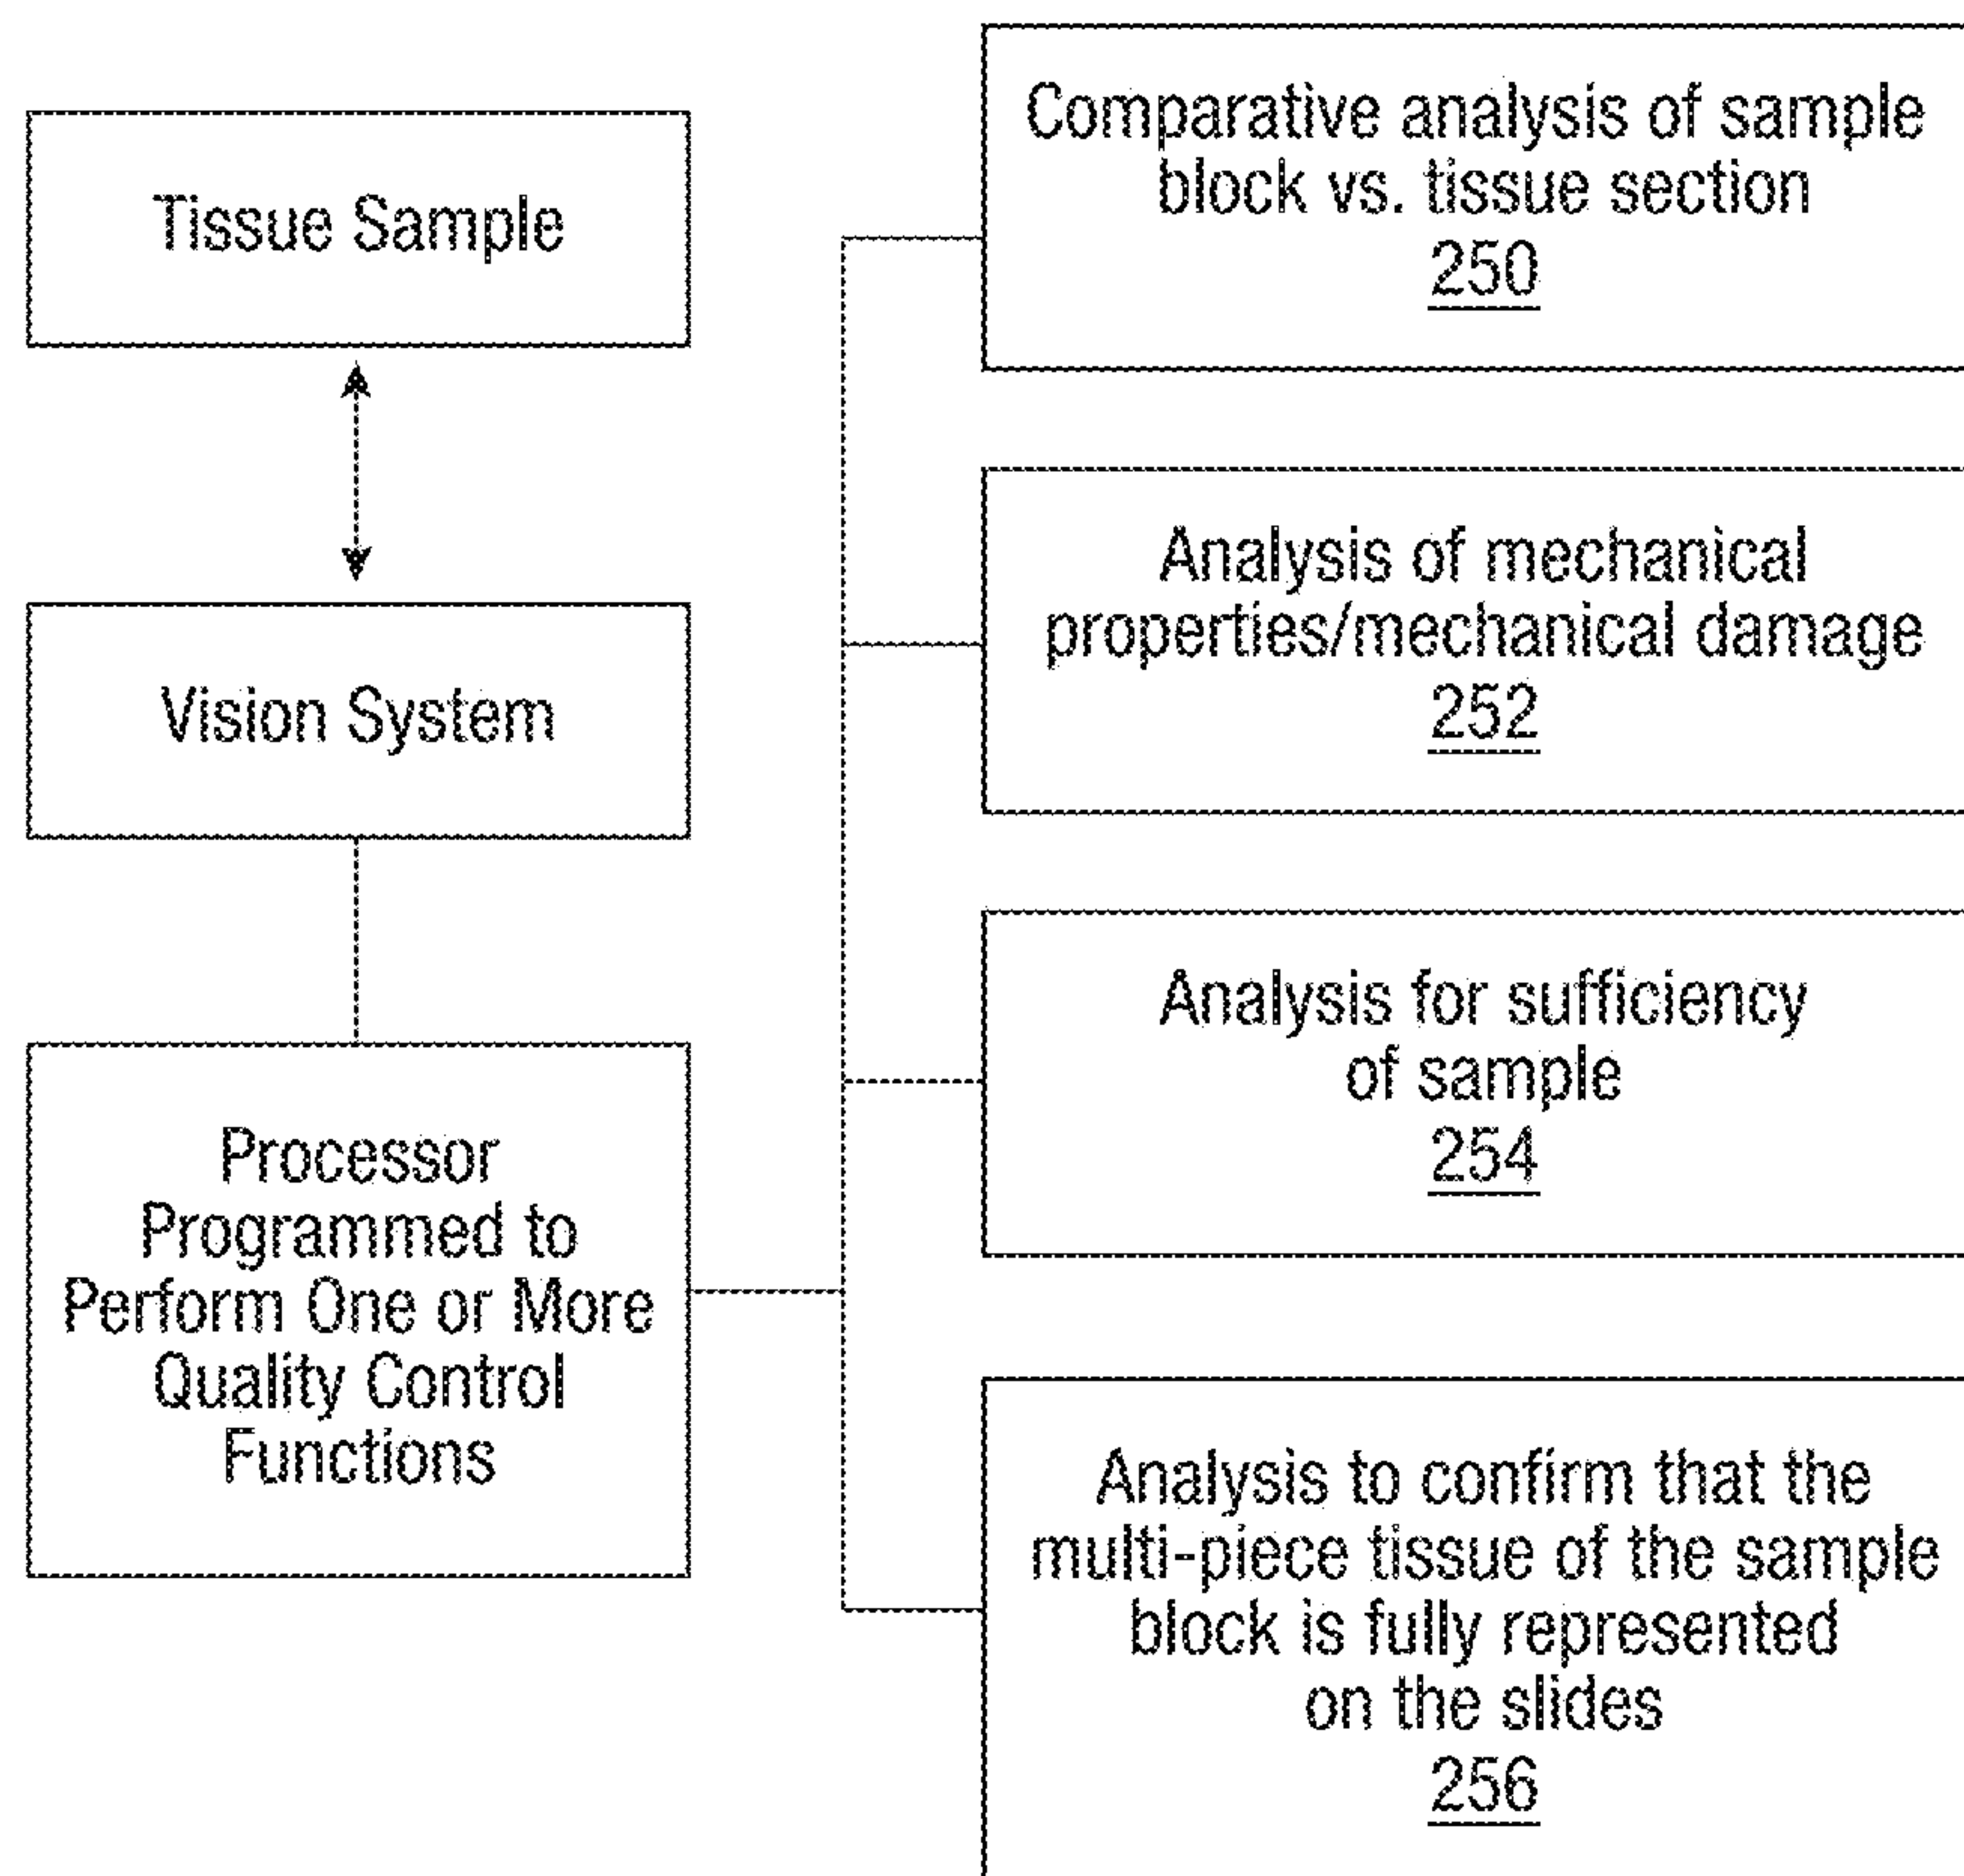 Tissue Sample
Vision System
Processor
Programmed to
Perform One or More
Quality Control
Functions
Comparative analysis of sample
block vs. tissue section
250
Analysis of mechanical
properties/mechanical damage
252
Analysis for sufficiency
of sample
254
Analysis to confirm that the
multi-piece tissue of the sample
block is fully represented
on the slides
256